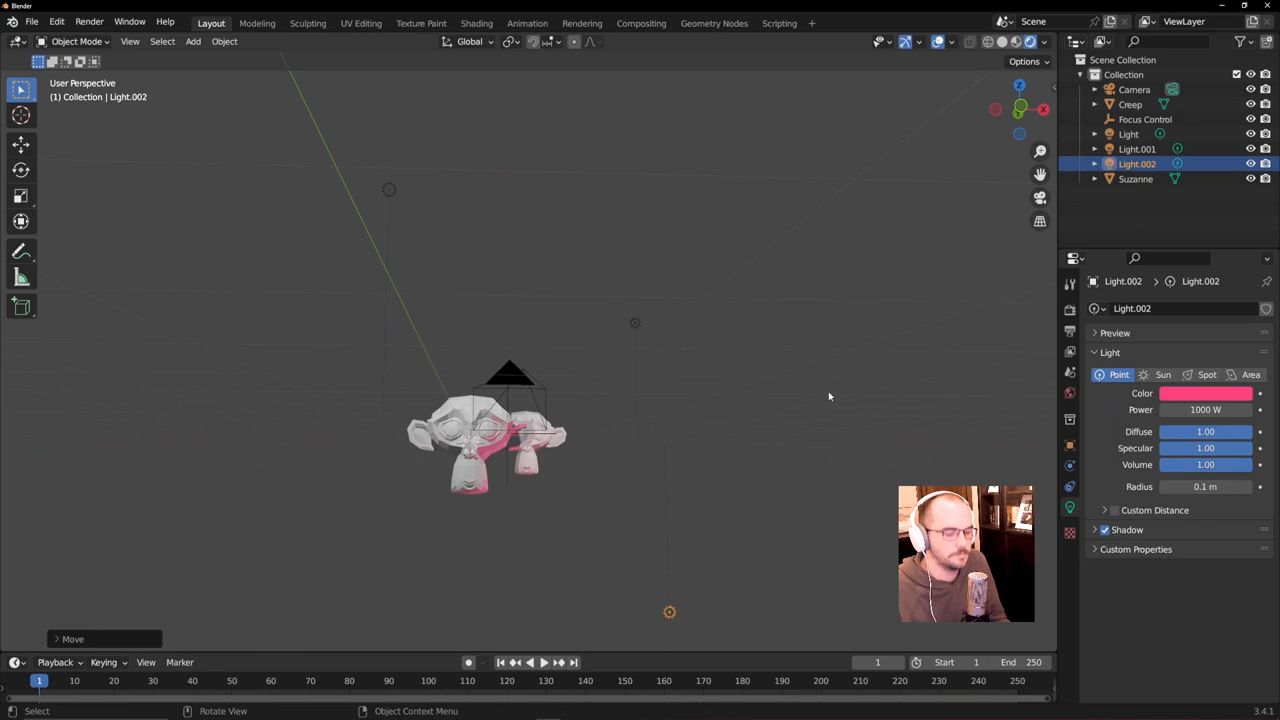 Blender
File Edit Render Window Help Layout Modeling Sculpting UV Editing Texture Paint Shading Animation Rendering Compositing Geometry Nodes Scripting + Scene ViewLayer
Object Mode View Select Add Object Global
Options
User Perspective
(1) Collection | Light.002
Z
X
Y
Scene Collection
Collection
Camera
Creep
Focus Control
Light
Light.001
Light.002
Suzanne
Light.002 > Light.002
Light.002
Preview
Light
Point Sun Spot Area
Color
Power 1000 W
Diffuse 1.00
Specular 1.00
Volume 1.00
Radius 0.1 m
Custom Distance
Shadow
Custom Properties
Move
Playback Keying View Marker 1 Start 1 End 250
1 10 20 30 40 50 60 70 80 90 100 110 120 130 140 150 160 170 180 190 200 210 220 230 240 250
Select Rotate View Object Context Menu 3.4.1